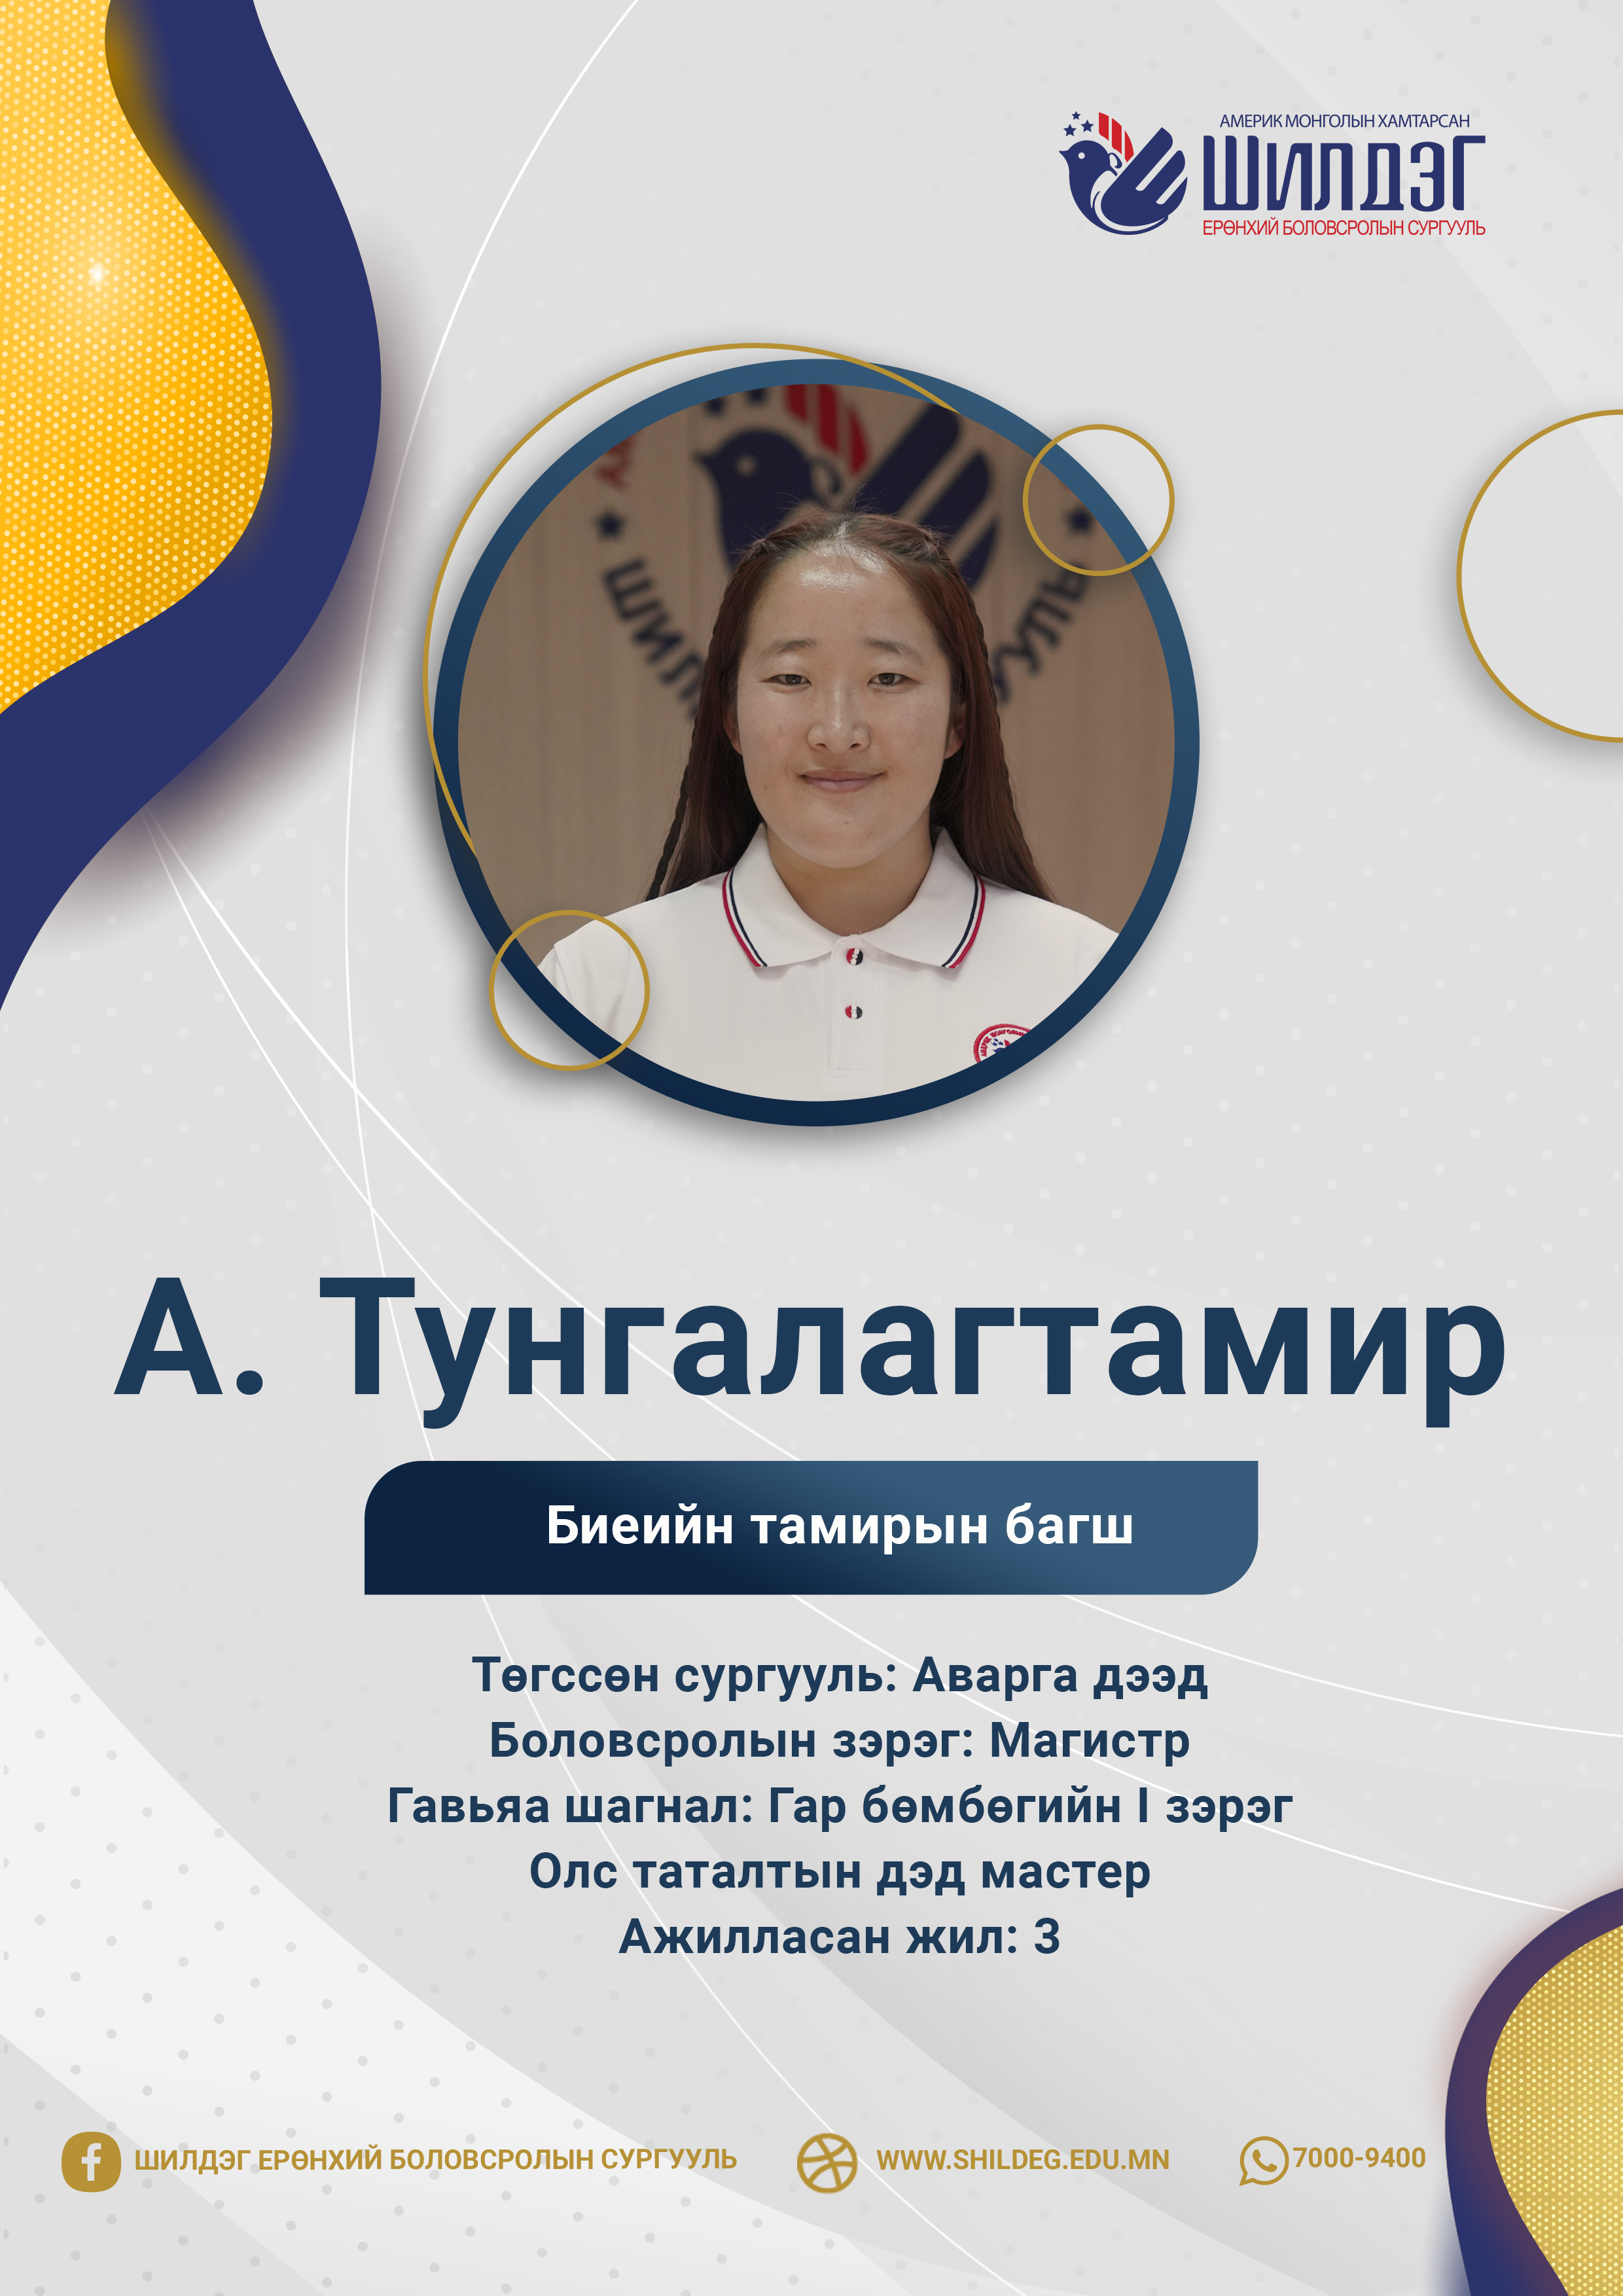 АМЕРИК МОНГОЛЫН ХАМТАРСАН
ШИЛДЭГ
ЕРӨНХИЙ БОЛОВСРОЛЫН СУРГУУЛЬ
А. Тунгалагтамир
Биеийн тамирын багш
Төгссөн сургууль: Аварга дээд
Боловсролын зэрэг: Магистр
Гавьяа шагнал: Гар бөмбөгийн I зэрэг
Олс таталтын дэд мастер
Ажилласан жил: 3
ШИЛДЭГ ЕРӨНХИЙ БОЛОВСРОЛЫН СУРГУУЛЬ
WWW.SHILDEG.EDU.MN
7000-9400